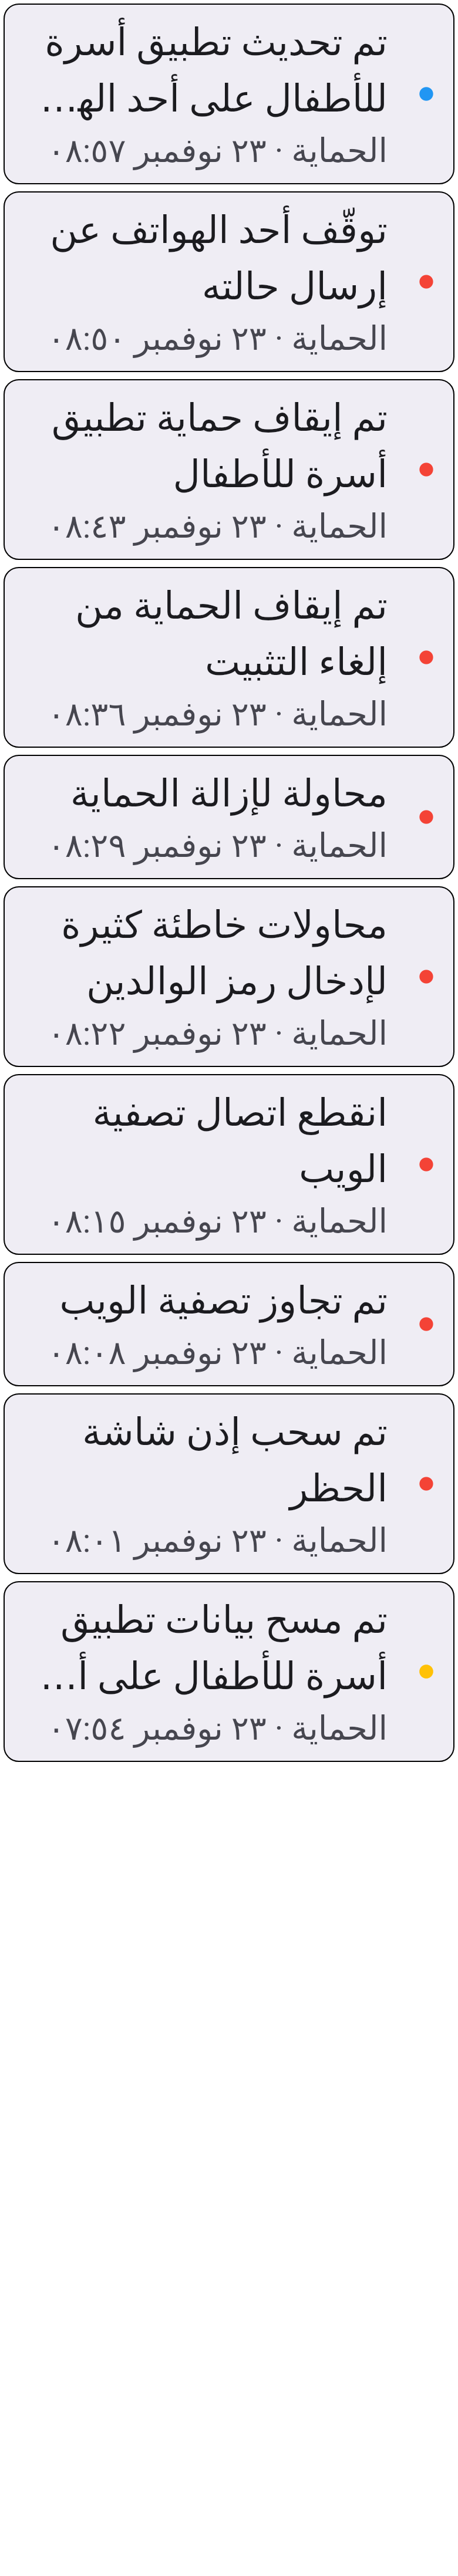 تم تحديث تطبيق أسرة
للأطفال على أحد اله...
الحماية · ٢٣ نوفمبر ٠٨:٥٧
توقّف أحد الهواتف عن
إرسال حالته
الحماية · ٢٣ نوفمبر ٠٨:٥٠
تم إيقاف حماية تطبيق
أسرة للأطفال
الحماية · ٢٣ نوفمبر ٠٨:٤٣
تم إيقاف الحماية من
إلغاء التثبيت
الحماية · ٢٣ نوفمبر ٠٨:٣٦
محاولة لإزالة الحماية
الحماية · ٢٣ نوفمبر ٠٨:٢٩
محاولات خاطئة كثيرة
لإدخال رمز الوالدين
الحماية · ٢٣ نوفمبر ٠٨:٢٢
انقطع اتصال تصفية
الويب
الحماية · ٢٣ نوفمبر ٠٨:١٥
تم تجاوز تصفية الويب
الحماية · ٢٣ نوفمبر ٠٨:٠٨
تم سحب إذن شاشة
الحظر
الحماية · ٢٣ نوفمبر ٠٨:٠١
تم مسح بيانات تطبيق
أسرة للأطفال على أ...
الحماية · ٢٣ نوفمبر ٠٧:٥٤